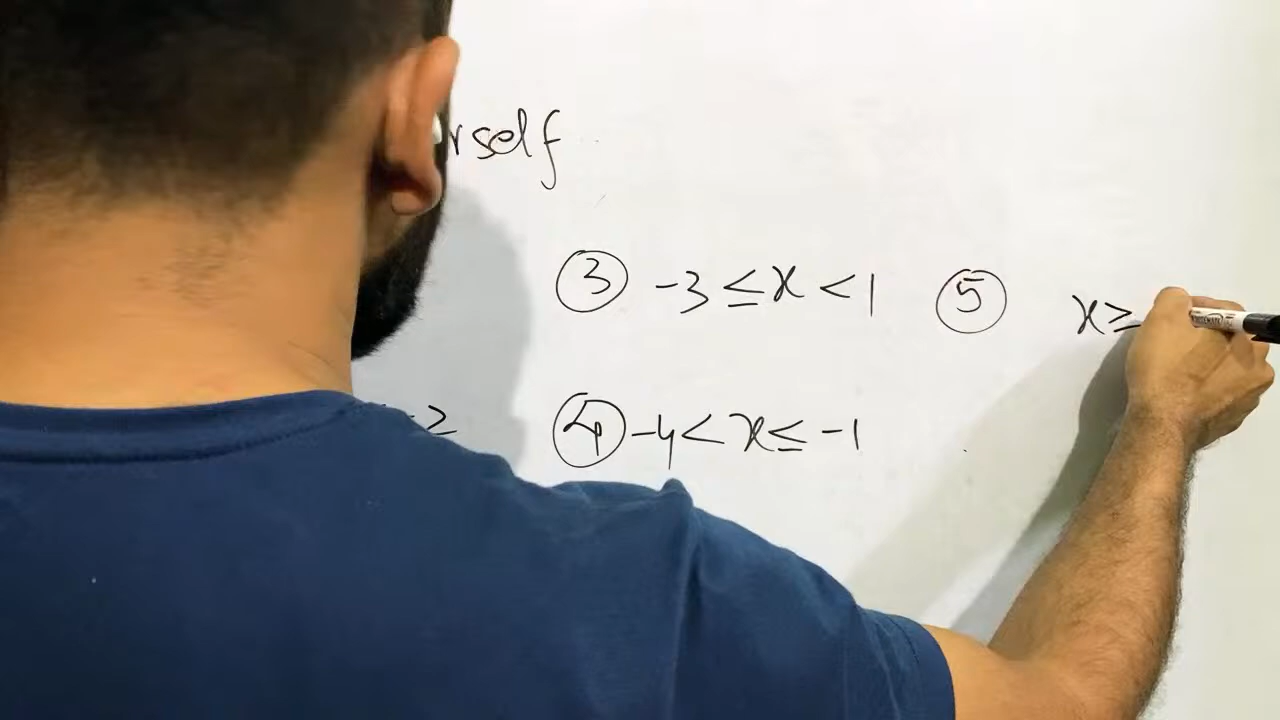 rself
③ -3 ≤ x < 1 ⑤ x ≥
④ -4 < x ≤ -1